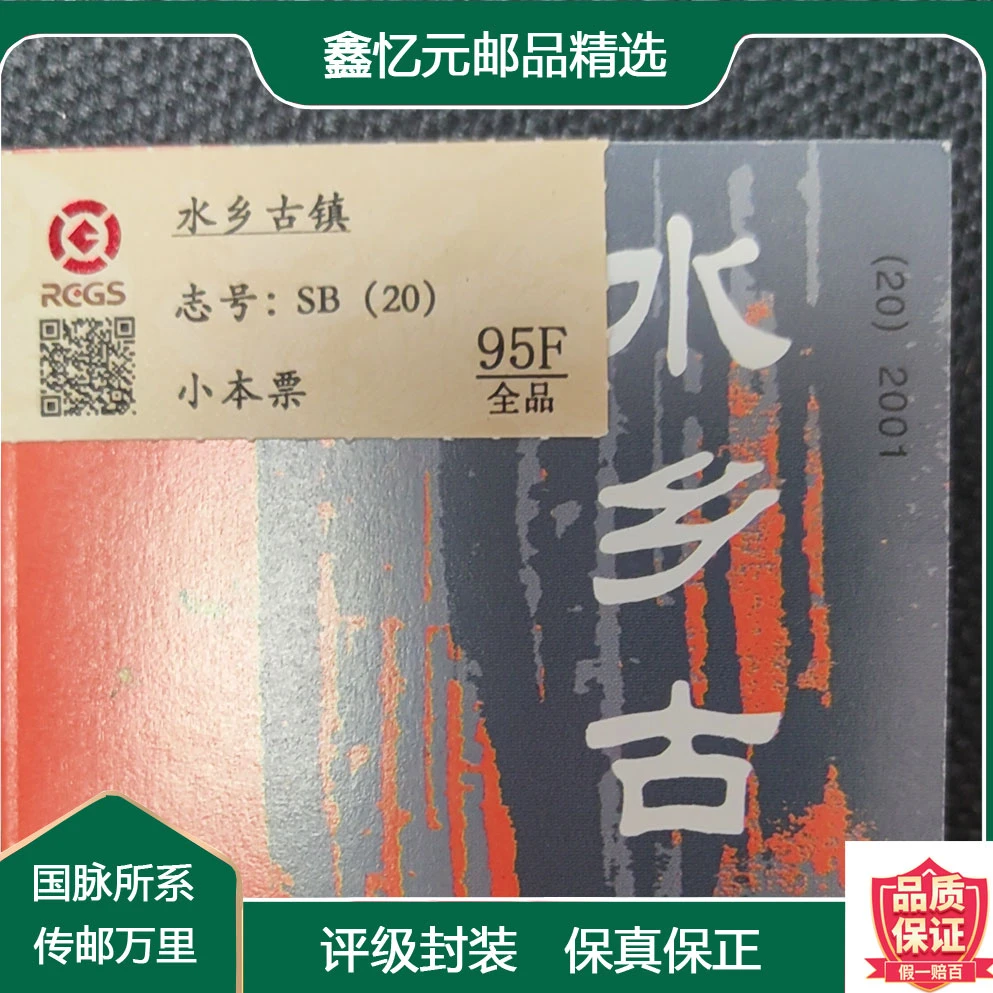 鑫忆元邮品精选
RCGS
水乡古镇
志号：SB（20）
小本票
95F
全品
水乡古
(20) 2001
国脉所系
传邮万里
评级封装 保真保正
品质
保证
假一赔百